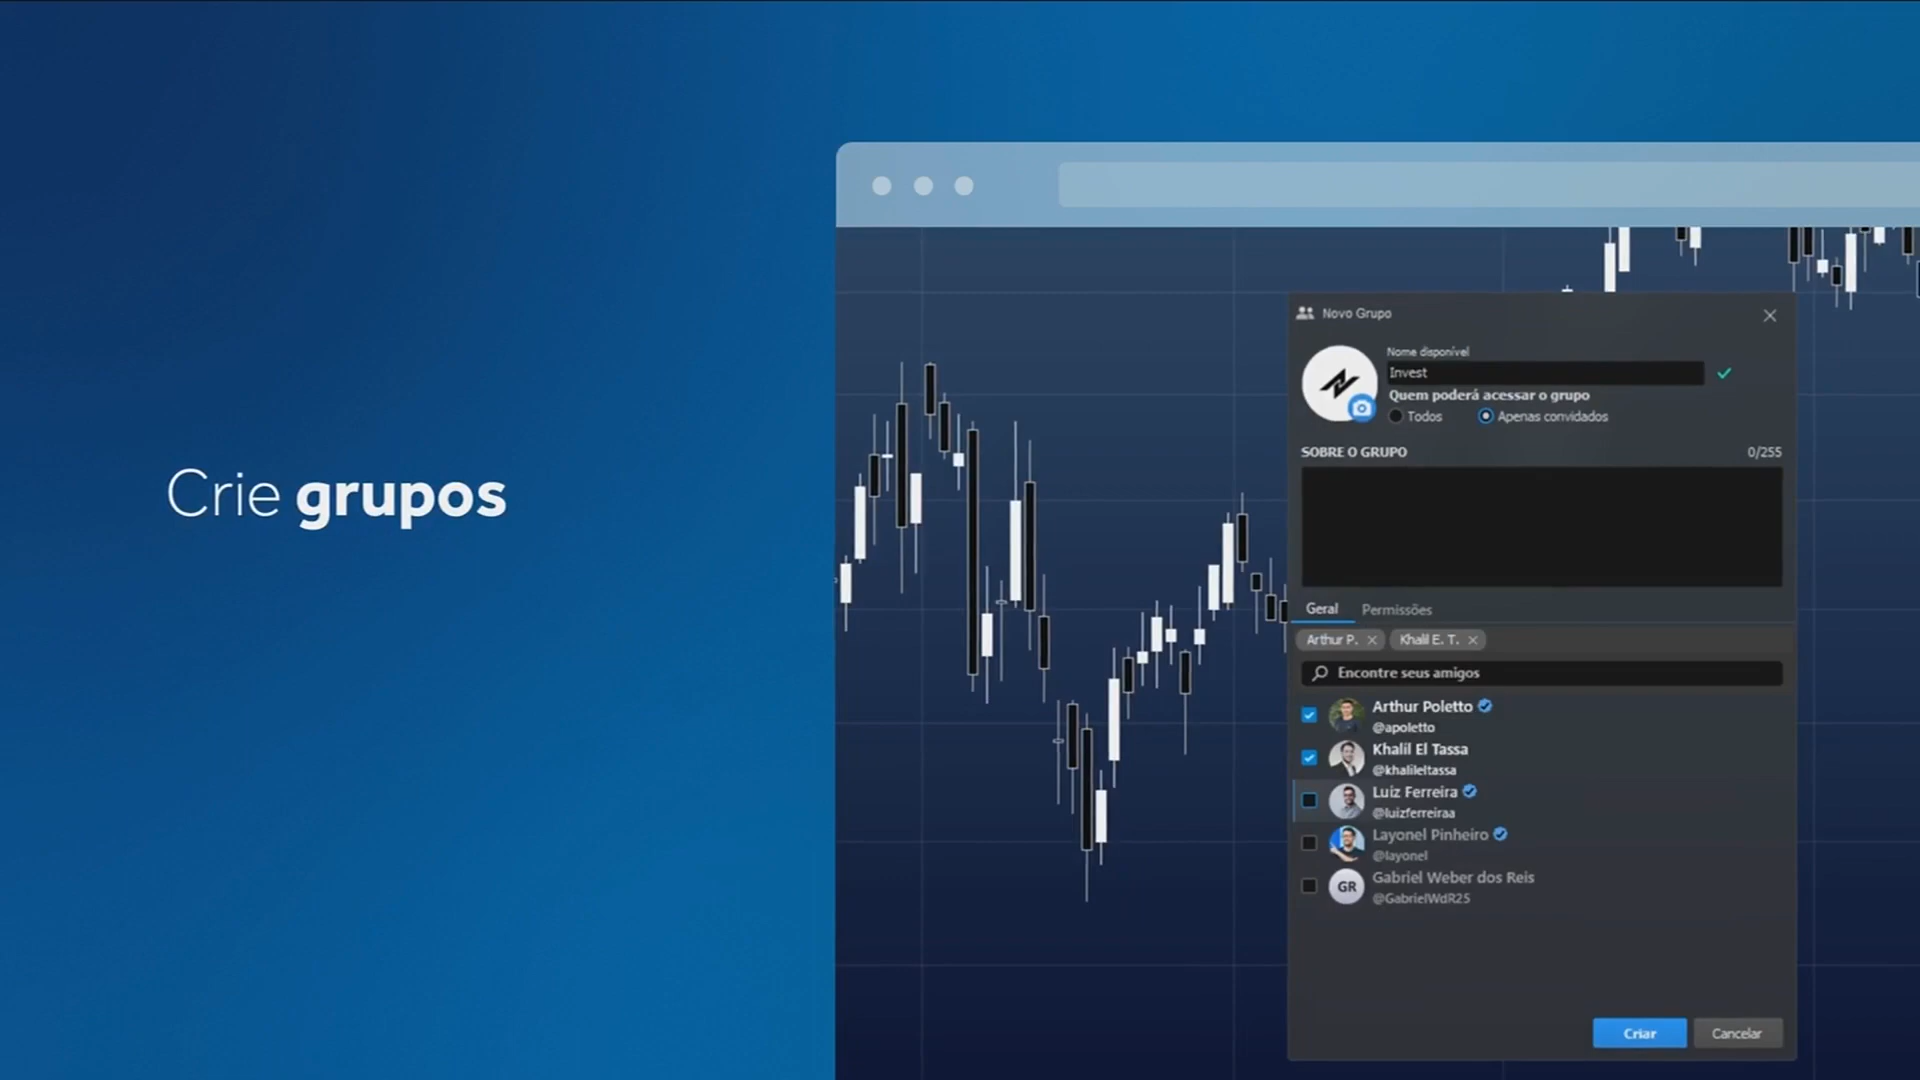 Crie grupos
Novo Grupo
Nome disponível
Invest
Quem poderá acessar o grupo
Todos
Apenas convidados
SOBRE O GRUPO
0/255
Geral
Permissões
Arthur P.
Khalil E. T.
Encontre seus amigos
Arthur Poletto
@apoletto
Khalil El Tassa
@khalileltassa
Luiz Ferreira
@luizferreiraa
Layonel Pinheiro
@layonel
GR
Gabriel Weber dos Reis
@GabrielWdR25
Criar
Cancelar